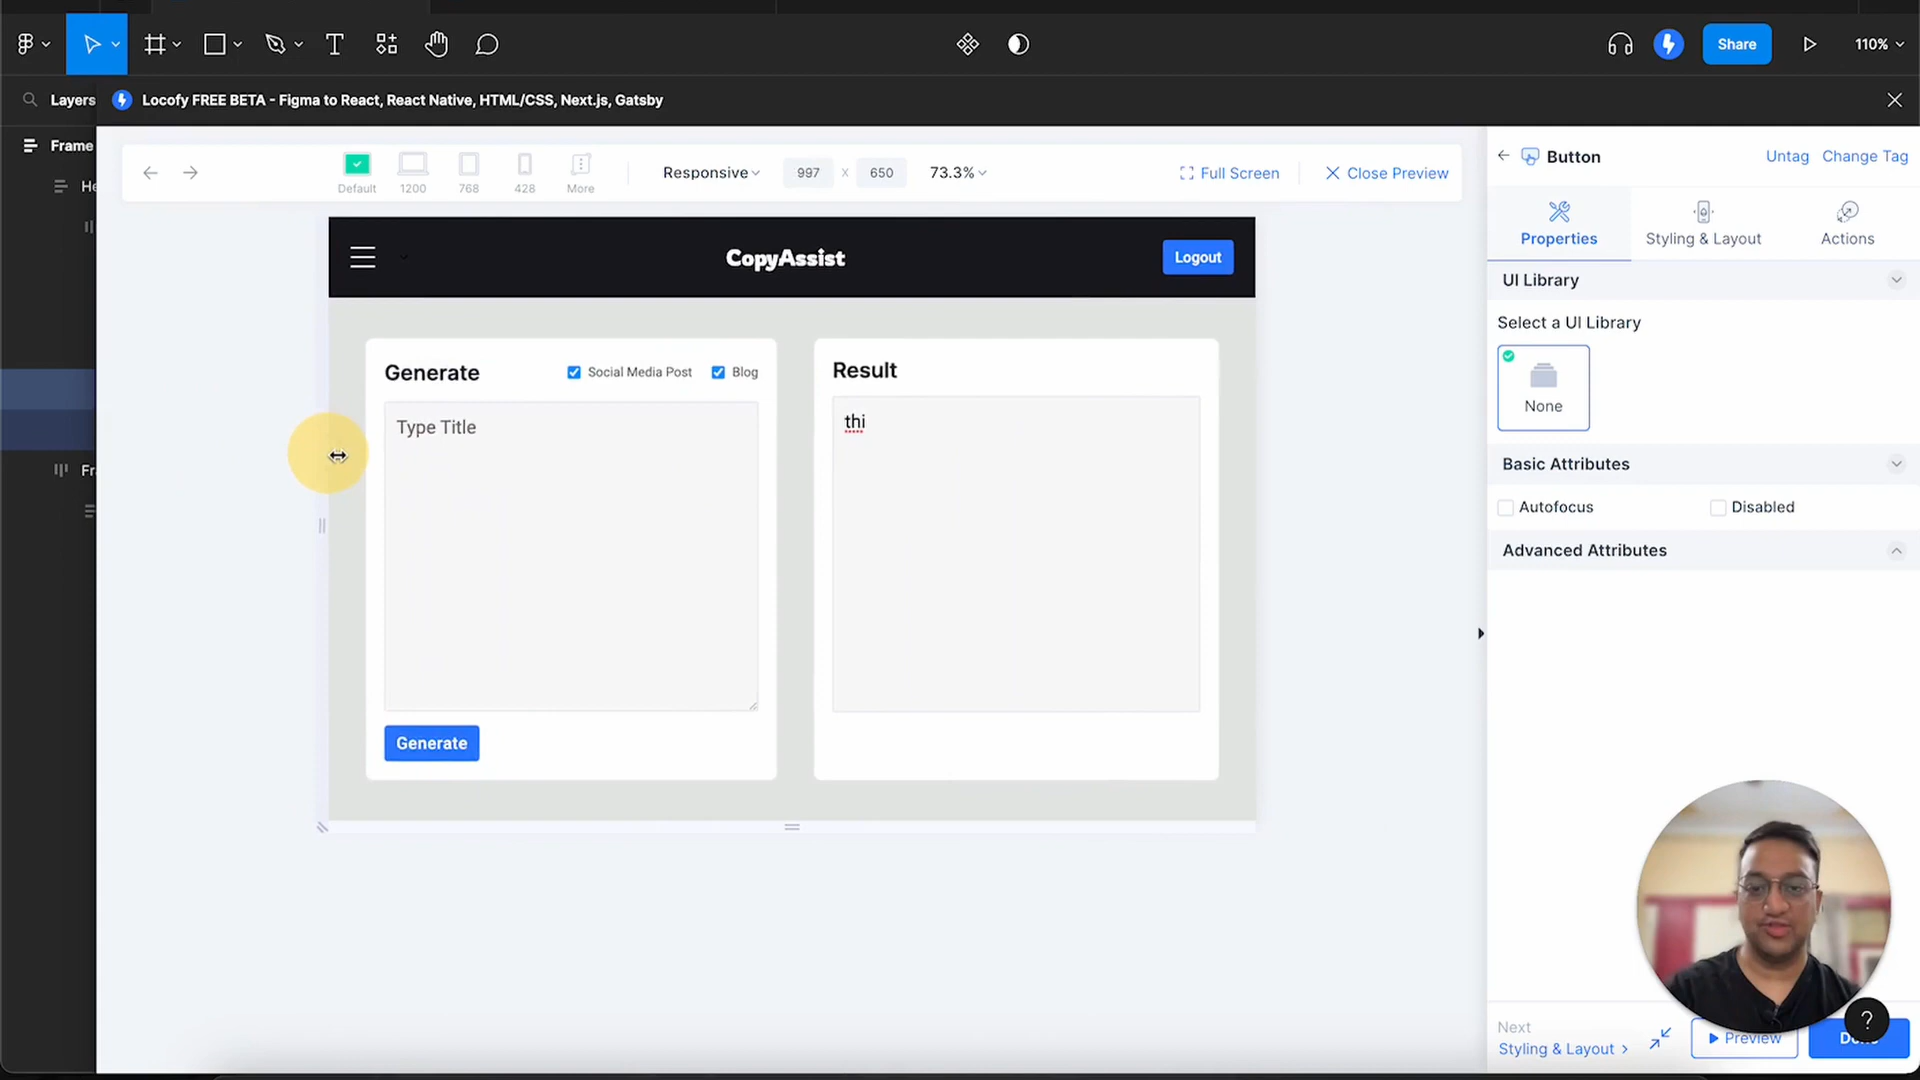 110%
Share
Layers
Locofy FREE BETA - Figma to React, React Native, HTML/CSS, Next.js, Gatsby
Frame
He
Fr
Default
1200
768
428
More
Responsive
997 x 650
73.3%
Full Screen
Close Preview
CopyAssist
Logout
Generate
Social Media Post
Blog
Type Title
Generate
Result
thi
Button
Untag
Change Tag
Properties
Styling & Layout
Actions
UI Library
Select a UI Library
None
Basic Attributes
Autofocus
Disabled
Advanced Attributes
Next
Styling & Layout >
Preview
?